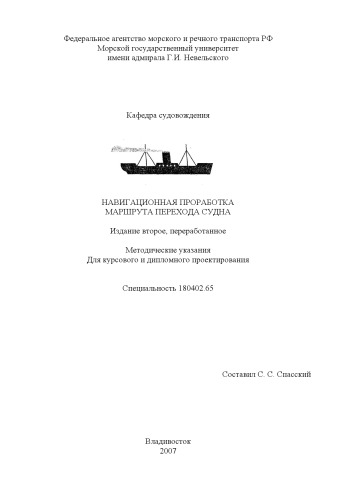 Федеральное агентство морского и речного транспорта РФ
Морской государственный университет
имени адмирала Г.И. Невельского
Кафедра судовождения
НАВИГАЦИОННАЯ ПРОРАБОТКА
МАРШРУТА ПЕРЕХОДА СУДНА
Издание второе, переработанное
Методические указания
Для курсового и дипломного проектирования
Специальность 180402.65
Составил С. С. Спасский
Владивосток
2007